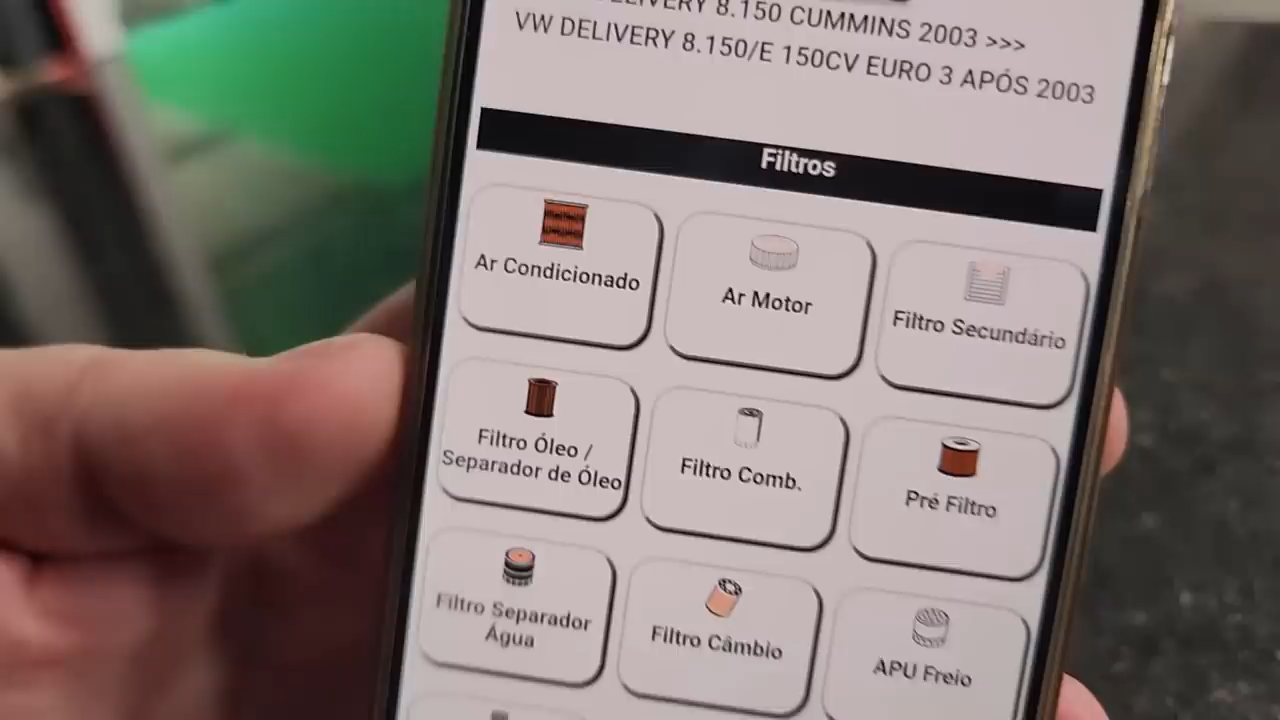 8.150 CUMMINS 2003 >>>
VW DELIVERY 8.150/E 150CV EURO 3 APÓS 2003
Filtros
Ar Condicionado
Ar Motor
Filtro Secundário
Filtro Óleo /
Separador de Óleo
Filtro Comb.
Pré Filtro
Filtro Separador
Água
Filtro Câmbio
APU Freio